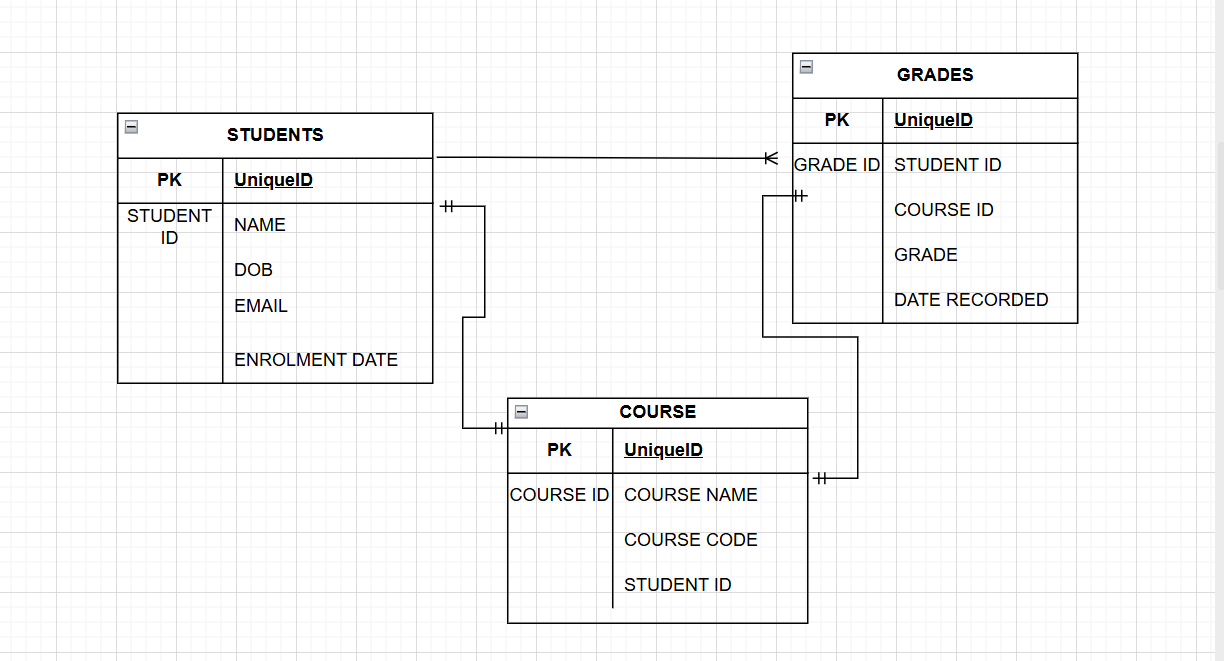 STUDENTS
PK UniqueID
STUDENT
ID
NAME
DOB
EMAIL
ENROLMENT DATE
GRADES
PK UniqueID
GRADE ID STUDENT ID
COURSE ID
GRADE
DATE RECORDED
COURSE
PK UniqueID
COURSE ID COURSE NAME
COURSE CODE
STUDENT ID